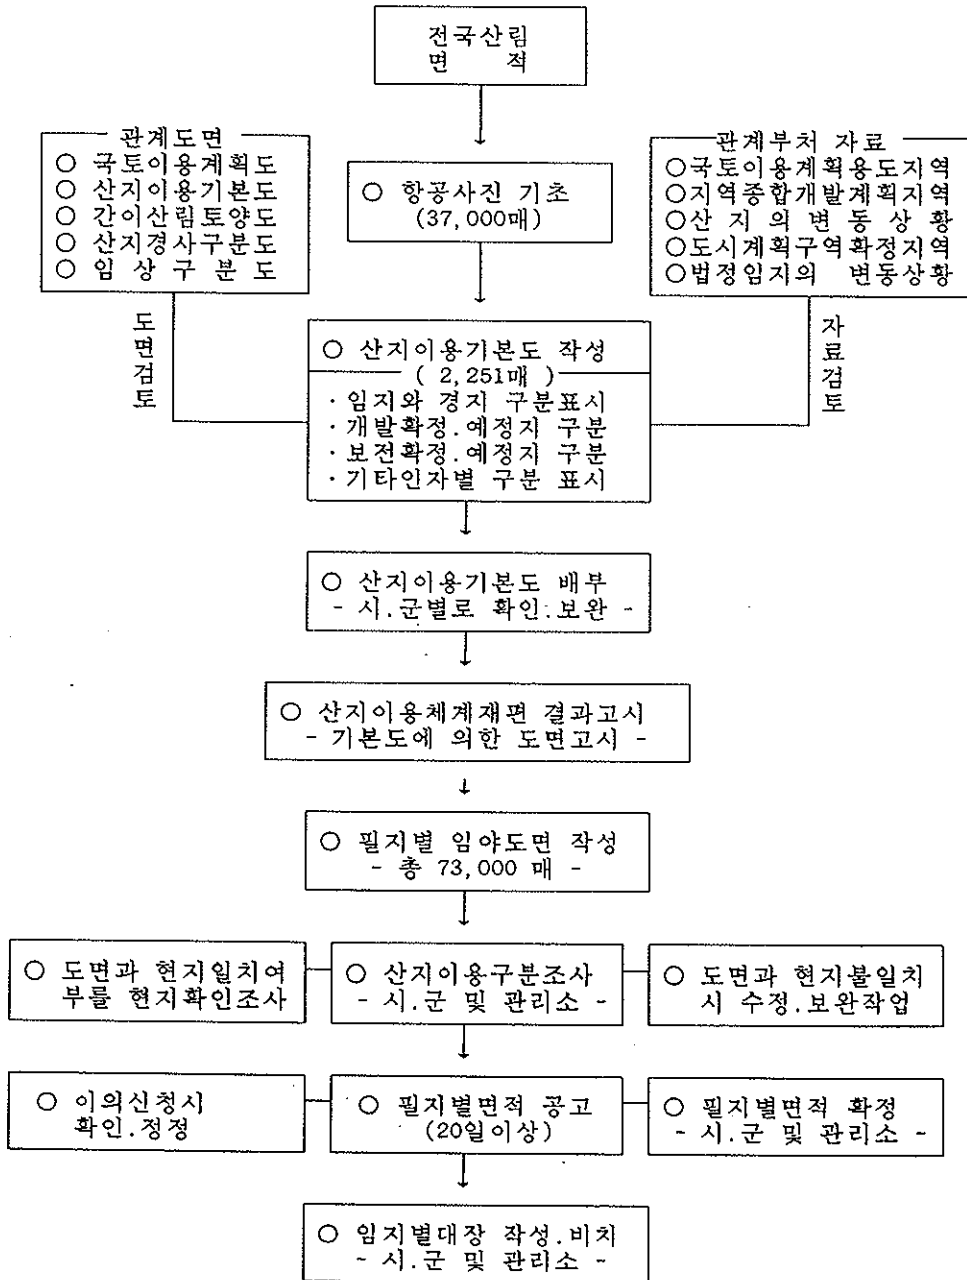 전국산림
면 적
관계도면
○ 국토이용계획도
○ 산지이용기본도
○ 간이산림토양도
○ 산지경사구분도
○ 임 상 구 분 도
○ 항공사진 기초
(37,000매)
관계부처 자료
○국토이용계획용도지역
○지역종합개발계획지역
○산 지 의 변 동 상 황
○도시계획구역확정지역
○법정임지의 변동상황
도면검토
자료검토
○ 산지이용기본도 작성
( 2,251매 )
·임지와 경지 구분표시
·개발확정.예정지 구분
·보전확정.예정지 구분
·기타인자별 구분 표시
○ 산지이용기본도 배부
- 시.군별로 확인.보완 -
○ 산지이용체계재편 결과고시
- 기본도에 의한 도면고시 -
○ 필지별 임야도면 작성
- 총 73,000 매 -
○ 도면과 현지일치여
부를 현지확인조사
○ 산지이용구분조사
- 시.군 및 관리소 -
○ 도면과 현지불일치
시 수정.보완작업
○ 이의신청시
확인.정정
○ 필지별면적 공고
(20일이상)
○ 필지별면적 확정
- 시.군 및 관리소 -
○ 임지별대장 작성.비치
- 시.군 및 관리소 -